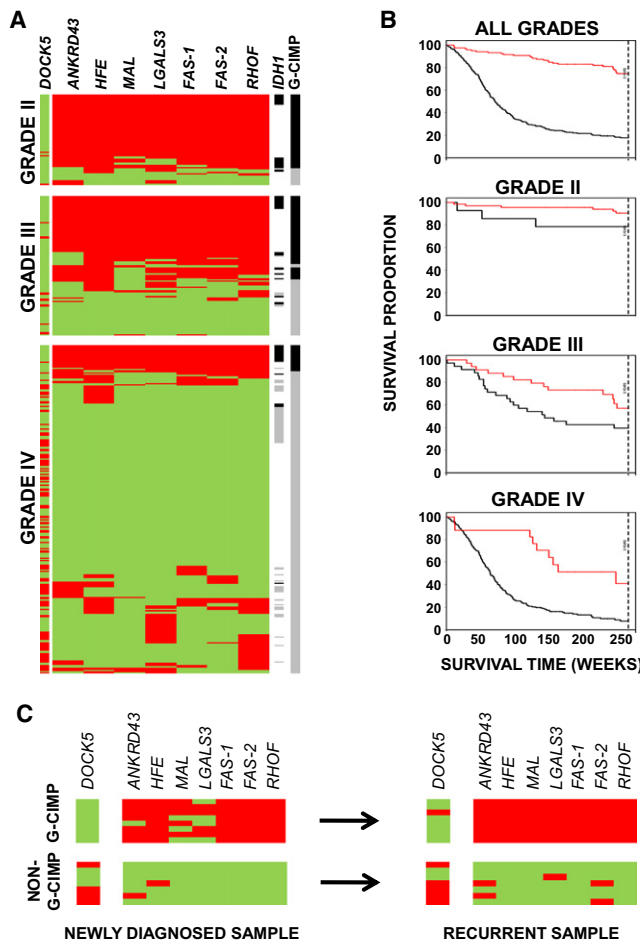 A
DOCK5
ANKRD43
HFE
MAL
LGALS3
FAS-1
FAS-2
RHOF
IDH1
G-CIMP
GRADE II
GRADE III
GRADE IV
B
ALL GRADES
100
80
60
40
20
0
GRADE II
100
80
60
40
20
0
GRADE III
100
80
60
40
20
0
GRADE IV
100
80
60
40
20
0
0 50 100 150 200 250
SURVIVAL PROPORTION
SURVIVAL TIME (WEEKS)
C
DOCK5
ANKRD43
HFE
MAL
LGALS3
FAS-1
FAS-2
RHOF
DOCK5
ANKRD43
HFE
MAL
LGALS3
FAS-1
FAS-2
RHOF
G-CIMP
NON-
G-CIMP
NEWLY DIAGNOSED SAMPLE
RECURRENT SAMPLE